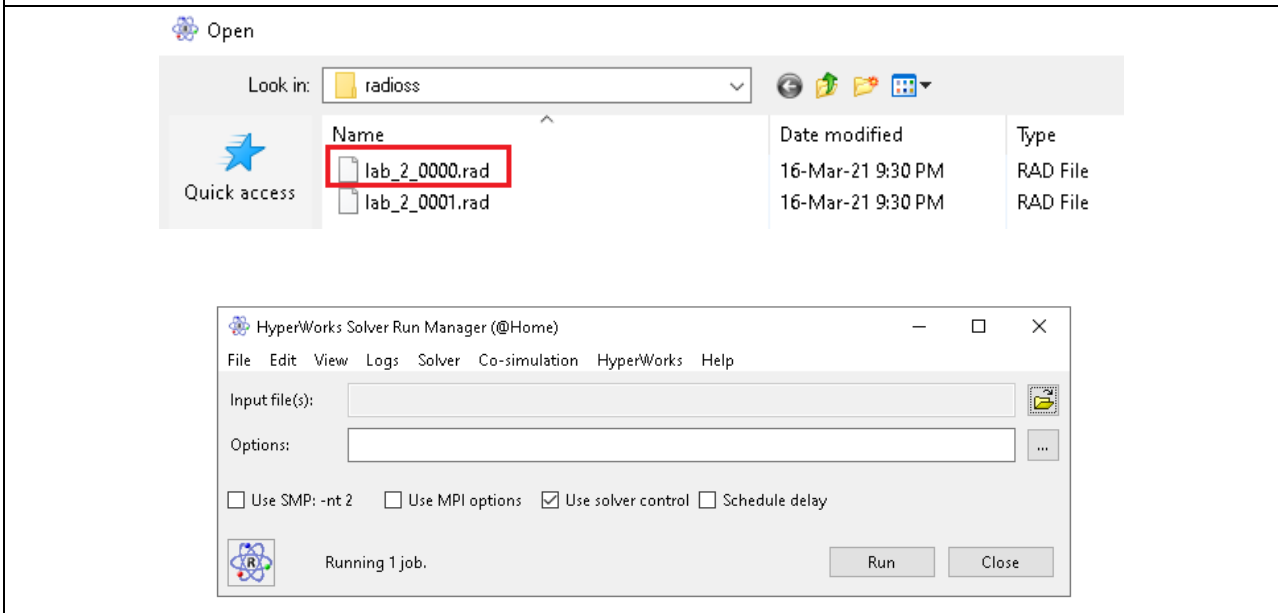 Open
Look in: radioss
Name Date modified Type
lab_2_0000.rad 16-Mar-21 9:30 PM RAD File
Quick access
lab_2_0001.rad 16-Mar-21 9:30 PM RAD File
HyperWorks Solver Run Manager (@Home)
File Edit View Logs Solver Co-simulation HyperWorks Help
Input file(s):
Options: ...
Use SMP: -nt 2 Use MPI options Use solver control Schedule delay
R Running 1 job. Run Close